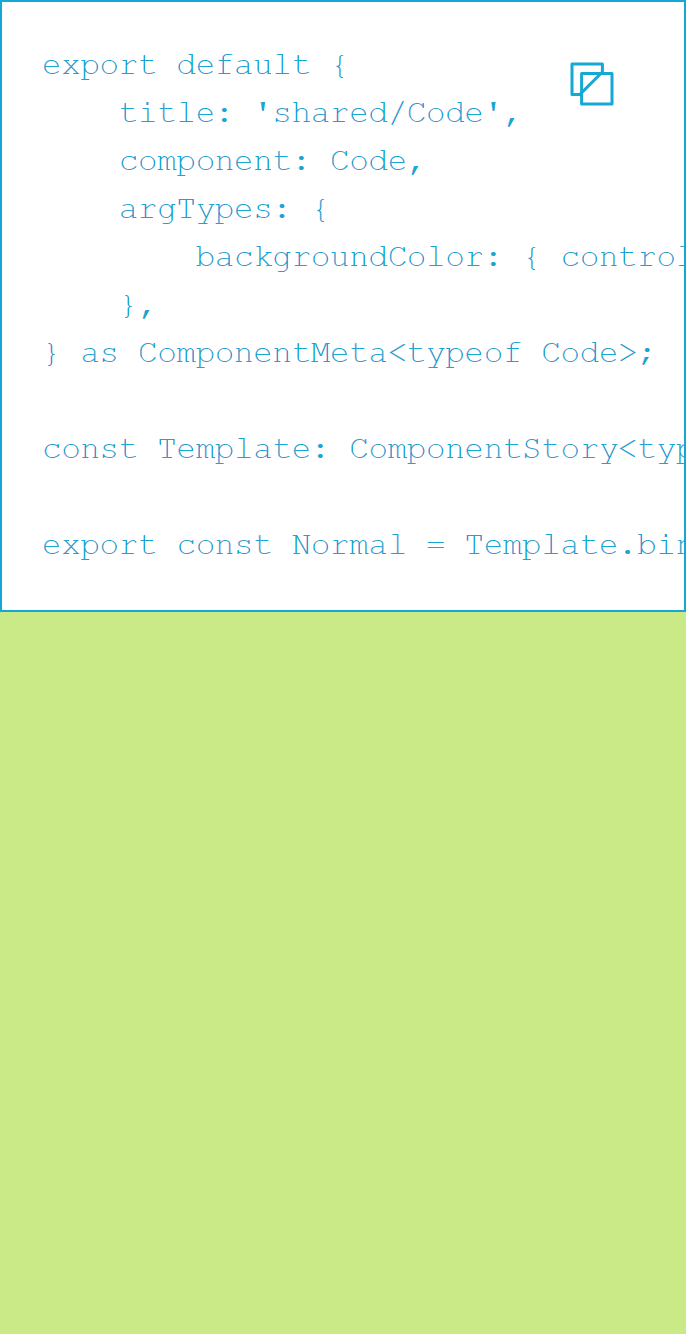 export default {
    title: 'shared/Code',
    component: Code,
    argTypes: {
        backgroundColor: { control
    },
} as ComponentMeta<typeof Code>;
const Template: ComponentStory<typ
export const Normal = Template.bin